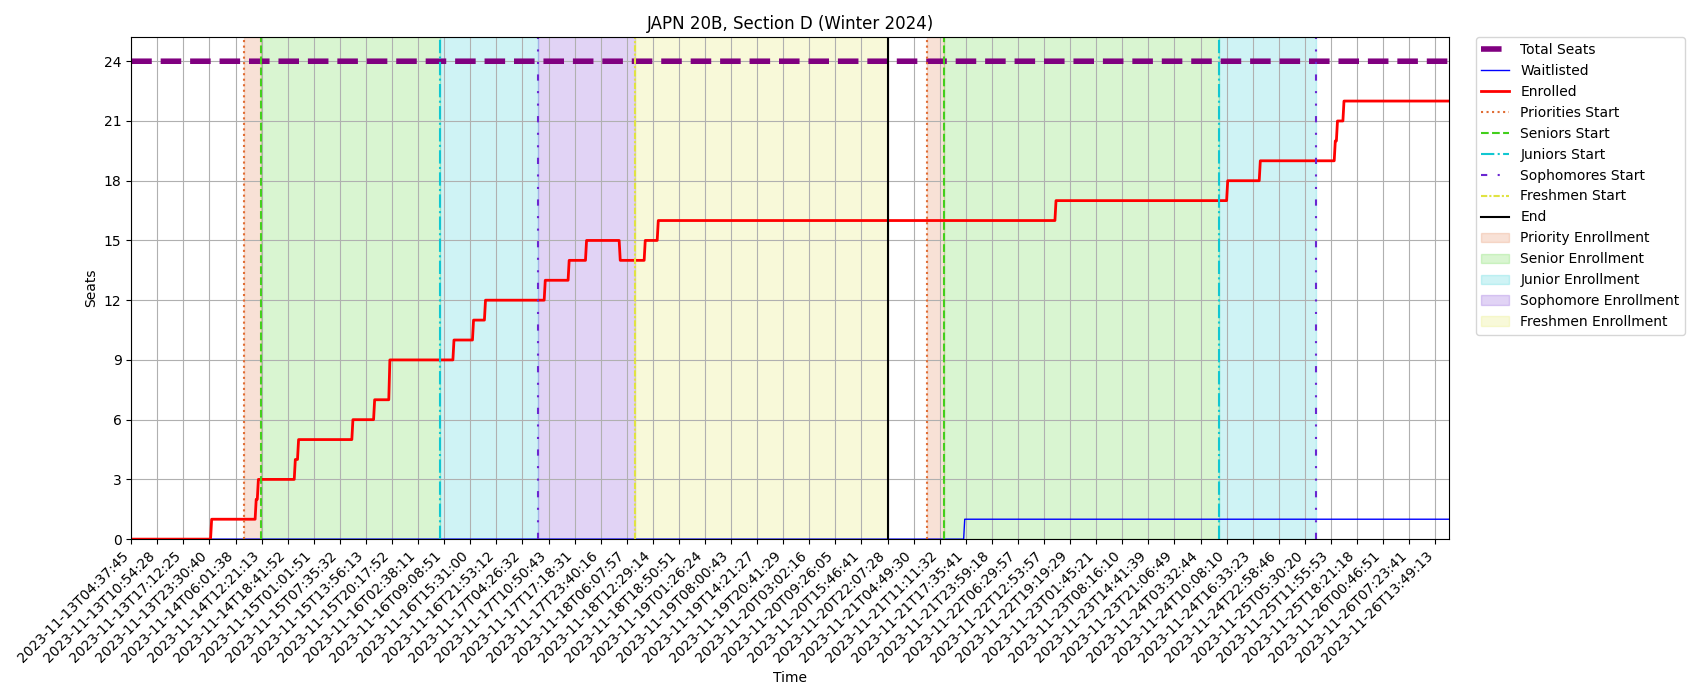 JAPN 20B, Section D (Winter 2024)
Seats
24
21
18
15
12
9
6
3
0
2023-11-13T04:37:45
2023-11-13T10:54:28
2023-11-13T17:12:25
2023-11-13T23:30:40
2023-11-14T06:01:38
2023-11-14T12:21:13
2023-11-14T18:41:52
2023-11-15T01:01:51
2023-11-15T07:35:32
2023-11-15T13:56:13
2023-11-15T20:17:52
2023-11-16T02:38:11
2023-11-16T09:08:51
2023-11-16T15:31:00
2023-11-16T21:53:12
2023-11-17T04:26:32
2023-11-17T10:50:43
2023-11-17T17:18:31
2023-11-17T23:40:16
2023-11-18T06:07:57
2023-11-18T12:29:14
2023-11-18T18:50:51
2023-11-19T01:26:24
2023-11-19T08:00:43
2023-11-19T14:21:27
2023-11-19T20:41:29
2023-11-20T03:02:16
2023-11-20T09:26:05
2023-11-20T15:46:41
2023-11-20T22:07:28
2023-11-21T04:49:30
2023-11-21T11:11:32
2023-11-21T17:35:41
2023-11-21T23:59:18
2023-11-22T06:29:57
2023-11-22T12:53:57
2023-11-22T19:19:29
2023-11-23T01:45:21
2023-11-23T08:16:10
2023-11-23T14:41:39
2023-11-23T21:06:49
2023-11-24T03:32:44
2023-11-24T10:08:10
2023-11-24T16:33:23
2023-11-24T22:58:46
2023-11-25T05:30:20
2023-11-25T11:55:53
2023-11-25T18:21:18
2023-11-26T00:46:51
2023-11-26T07:23:41
2023-11-26T13:49:13
Time
Total Seats
Waitlisted
Enrolled
Priorities Start
Seniors Start
Juniors Start
Sophomores Start
Freshmen Start
End
Priority Enrollment
Senior Enrollment
Junior Enrollment
Sophomore Enrollment
Freshmen Enrollment